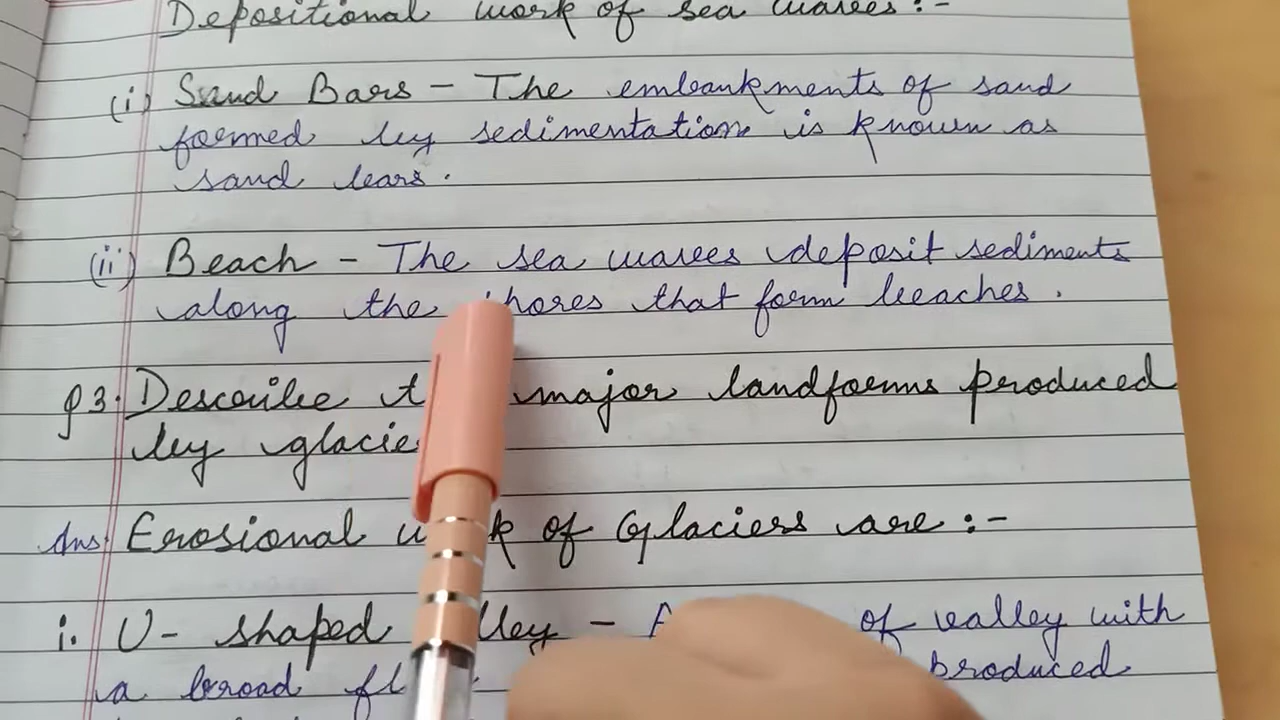 Depositional work of sea waves :-
(i) Sand Bars - The embankments of sand
formed by sedimentation is known as
sand bars.
(ii) Beach - The sea waves deposit sediments
along the shores that form beaches.
Q3. Describe major landforms produced
by
Ans: Erosional of Glaciers are :-
i. U- shaped - of valley with
a broad produced